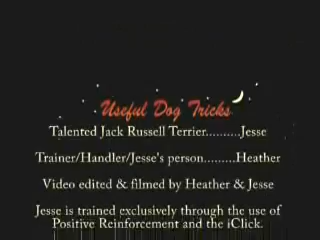 Useful Dog Tricks
Talented Jack Russell Terrier..........Jesse
Trainer/Handler/Jesse's person.........Heather
Video edited & filmed by Heather & Jesse
Jesse is trained exclusively through the use of
Positive Reinforcement and the iClick.